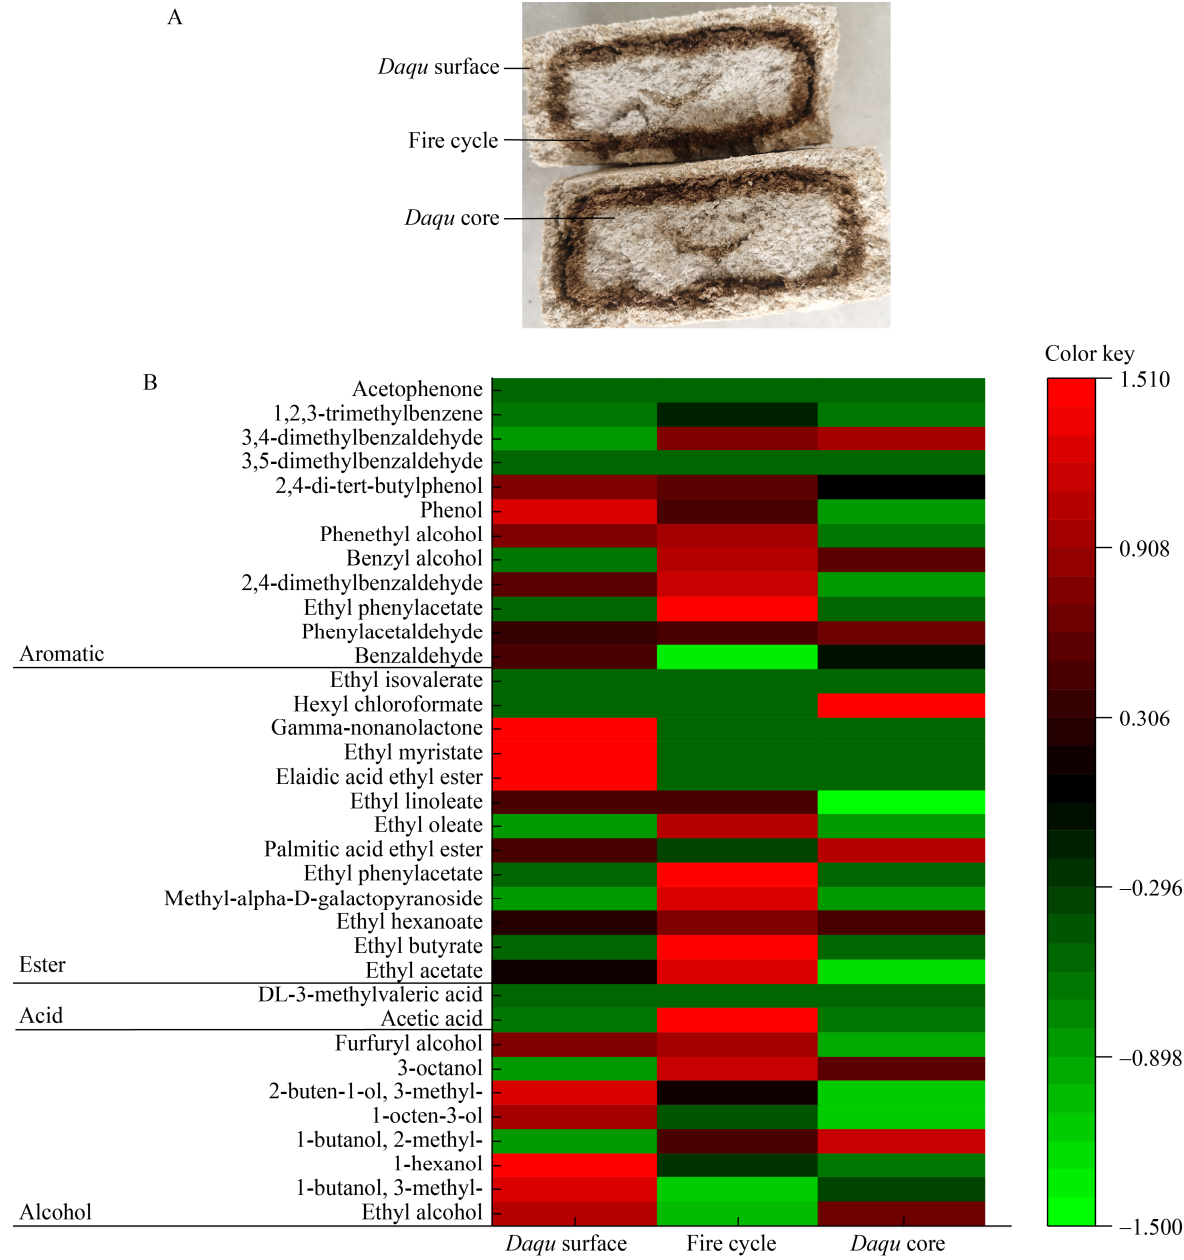 A
Daqu surface
Fire cycle
Daqu core
B
Color key
Acetophenone
1,2,3-trimethylbenzene
3,4-dimethylbenzaldehyde
3,5-dimethylbenzaldehyde
2,4-di-tert-butylphenol
Phenol
Phenethyl alcohol
Benzyl alcohol
2,4-dimethylbenzaldehyde
Ethyl phenylacetate
Phenylacetaldehyde
Aromatic Benzaldehyde
Ethyl isovalerate
Hexyl chloroformate
Gamma-nonanolactone
Ethyl myristate
Elaidic acid ethyl ester
Ethyl linoleate
Ethyl oleate
Palmitic acid ethyl ester
Ethyl phenylacetate
Methyl-alpha-D-galactopyranoside
Ethyl hexanoate
Ethyl butyrate
Ester Ethyl acetate
DL-3-methylvaleric acid
Acid Acetic acid
Furfuryl alcohol
3-octanol
2-buten-1-ol, 3-methyl-
1-octen-3-ol
1-butanol, 2-methyl-
1-hexanol
1-butanol, 3-methyl-
Alcohol Ethyl alcohol
Daqu surface Fire cycle Daqu core
1.510
0.908
0.306
–0.296
–0.898
–1.500